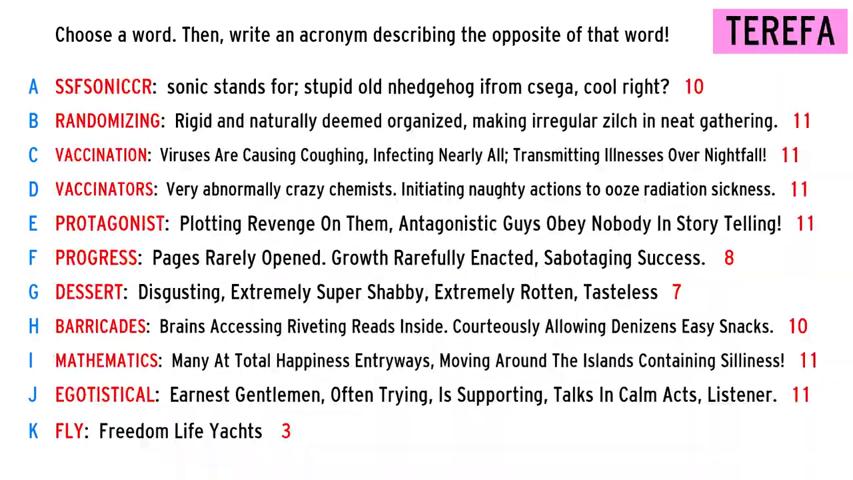 Choose a word. Then, write an acronym describing the opposite of that word!
TEREFA
A SSFSONICCR: sonic stands for; stupid old nhedgehog ifrom csega, cool right? 10
B RANDOMIZING: Rigid and naturally deemed organized, making irregular zilch in neat gathering. 11
C VACCINATION: Viruses Are Causing Coughing, Infecting Nearly All; Transmitting Illnesses Over Nightfall! 11
D VACCINATORS: Very abnormally crazy chemists. Initiating naughty actions to ooze radiation sickness. 11
E PROTAGONIST: Plotting Revenge On Them, Antagonistic Guys Obey Nobody In Story Telling! 11
F PROGRESS: Pages Rarely Opened. Growth Rarefully Enacted, Sabotaging Success. 8
G DESSERT: Disgusting, Extremely Super Shabby, Extremely Rotten, Tasteless 7
H BARRICADES: Brains Accessing Riveting Reads Inside. Courteously Allowing Denizens Easy Snacks. 10
I MATHEMATICS: Many At Total Happiness Entryways, Moving Around The Islands Containing Silliness! 11
J EGOTISTICAL: Earnest Gentlemen, Often Trying, Is Supporting, Talks In Calm Acts, Listener. 11
K FLY: Freedom Life Yachts 3